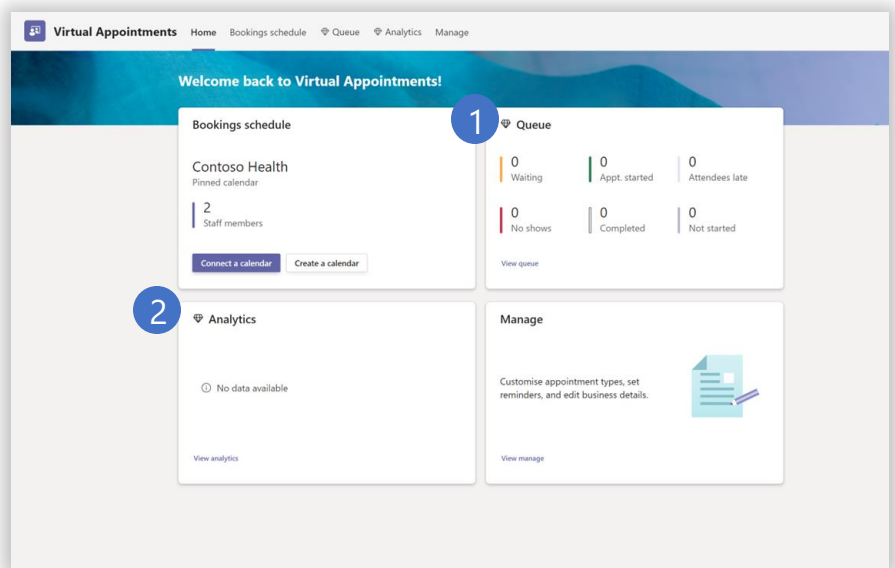 Virtual Appointments Home Bookings schedule Queue Analytics Manage
Welcome back to Virtual Appointments!
Bookings schedule
Contoso Health
Pinned calendar
2
Staff members
Connect a calendar Create a calendar
1
Queue
0 0 0
Waiting Appt. started Attendees late
0 0 0
No shows Completed Not started
View queue
2
Analytics
No data available
View analytics
Manage
Customise appointment types, set
reminders, and edit business details.
View manage